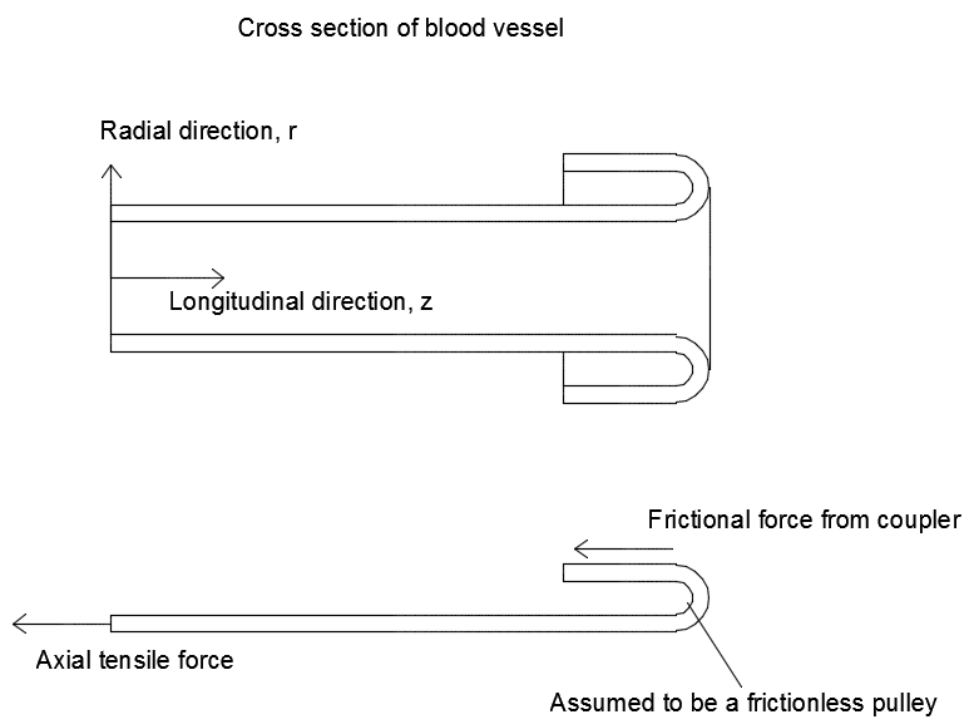 Cross section of blood vessel
Radial direction, r
Longitudinal direction, z
Frictional force from coupler
Axial tensile force
Assumed to be a frictionless pulley